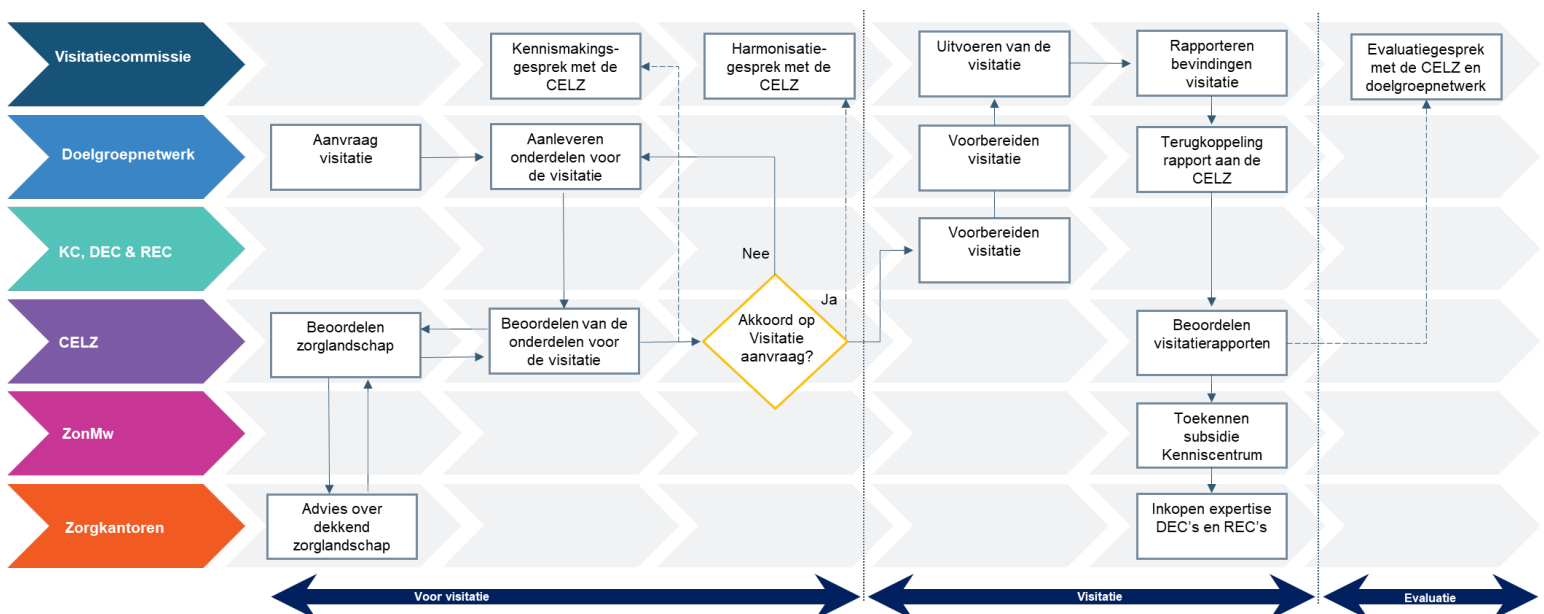 Visitatiecommissie
Kennismakings-
gesprek met de
CELZ
Harmonisatie-
gesprek met de
CELZ
Uitvoeren van de
visitatie
Rapporteren
bevindingen
visitatie
Evaluatiegesprek
met de CELZ en
doelgroepnetwerk
Doelgroepnetwerk
Aanvraag
visitatie
Aanleveren
onderdelen voor
de visitatie
Voorbereiden
visitatie
Terugkoppeling
rapport aan de
CELZ
KC, DEC & REC
Nee
Voorbereiden
visitatie
CELZ
Beoordelen
zorglandschap
Beoordelen van de
onderdelen voor
de visitatie
Akkoord op
Visitatie
aanvraag?
Ja
Beoordelen
visitatierapporten
ZonMw
Toekennen
subsidie
Kenniscentrum
Zorgkantoren
Advies over
dekkend
zorglandschap
Inkopen expertise
DEC’s en REC’s
Voor visitatie
Visitatie
Evaluatie